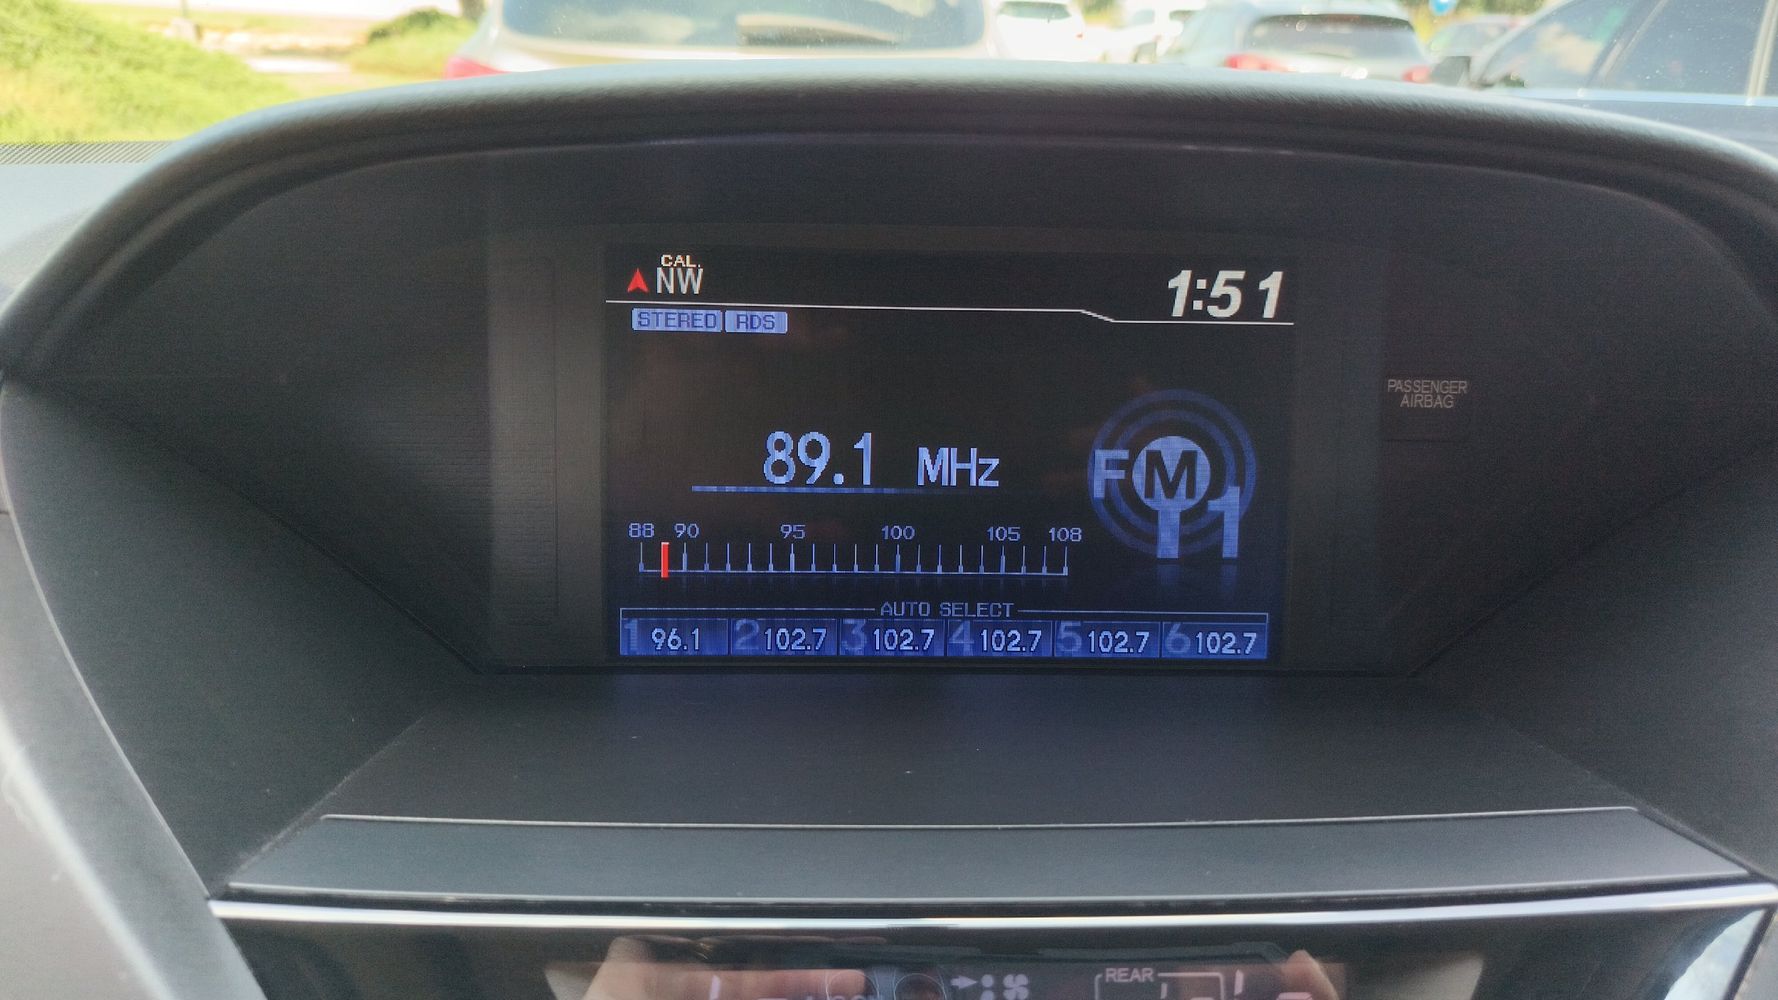 CAL.
NW
1:51
STEREO RDS
PASSENGER
AIRBAG
89.1 MHz
FM1
88 90 95 100 105 108
AUTO SELECT
1 96.1 2 102.7 3 102.7 4 102.7 5 102.7 6 102.7
REAR